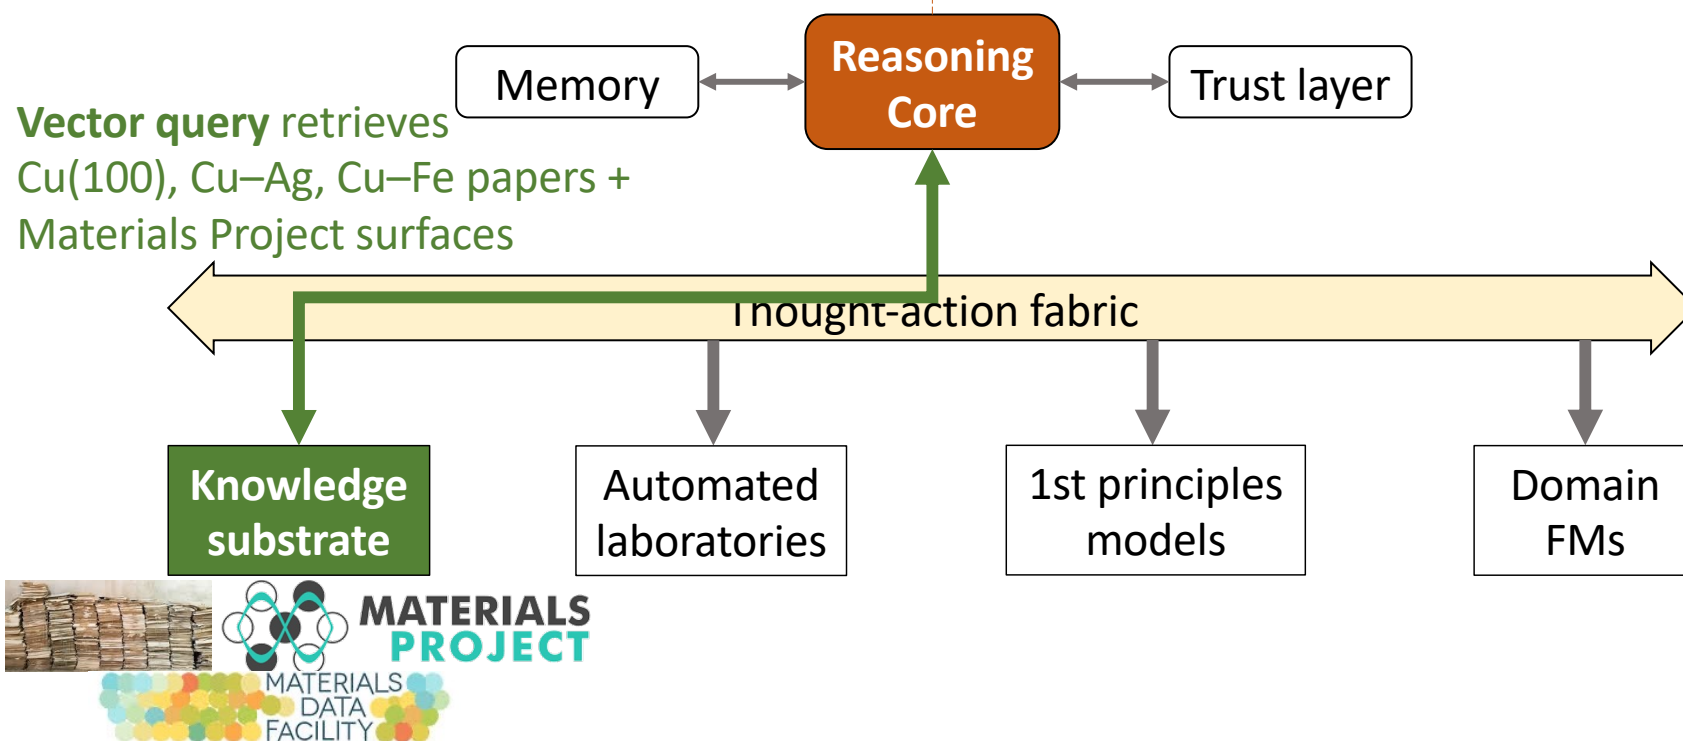 Memory
Reasoning
Core
Trust layer
Vector query retrieves
Cu(100), Cu–Ag, Cu–Fe papers +
Materials Project surfaces
Thought-action fabric
Knowledge
substrate
Automated
laboratories
1st principles
models
Domain
FMs
MATERIALS
PROJECT
MATERIALS
DATA
FACILITY